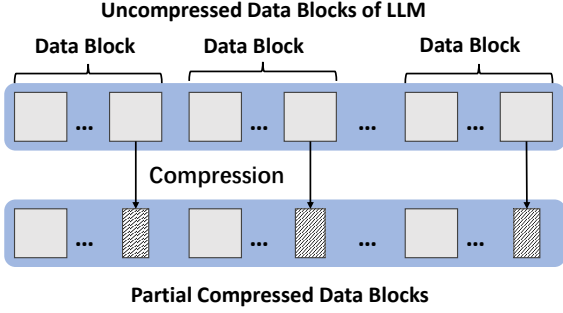 Uncompressed Data Blocks of LLM
Data Block Data Block Data Block
... ... ... ...
Compression
... ... ... ...
Partial Compressed Data Blocks